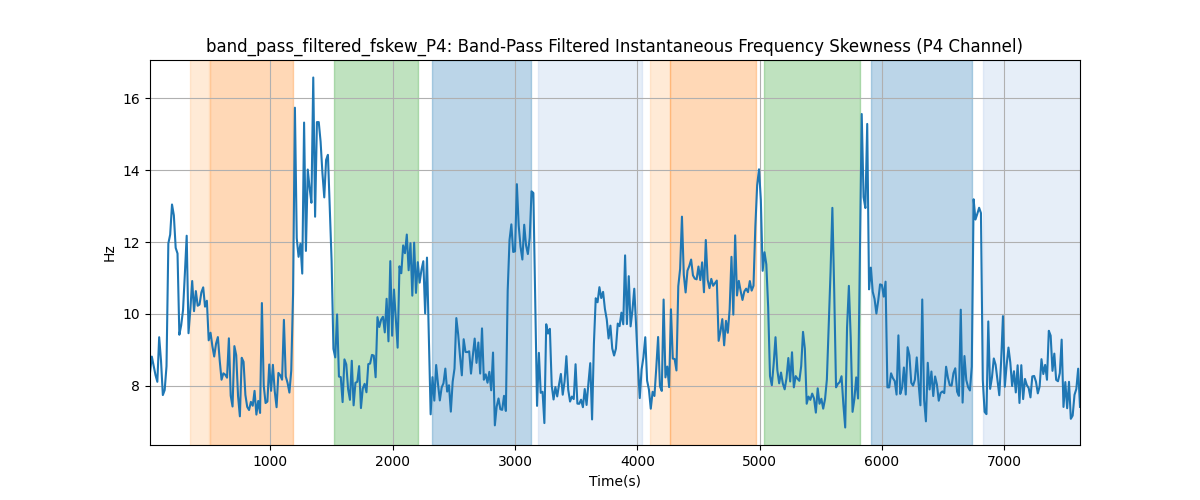 band_pass_filtered_fskew_P4: Band-Pass Filtered Instantaneous Frequency Skewness (P4 Channel)
16
14
12
10
8
Hz
1000 2000 3000 4000 5000 6000 7000
Time(s)